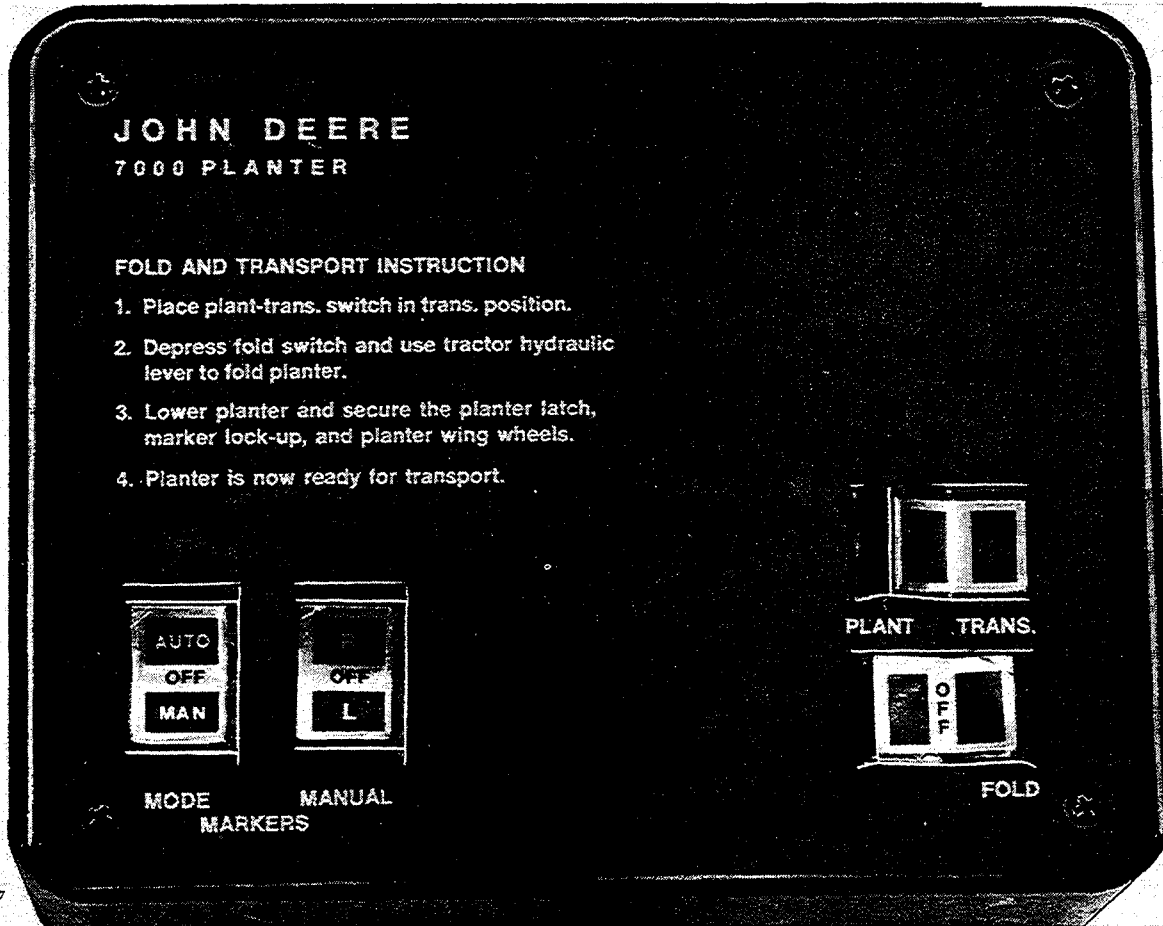 JOHN DEERE
7000 PLANTER
FOLD AND TRANSPORT INSTRUCTION
1. Place plant-trans. switch in trans. position.
2. Depress fold switch and use tractor hydraulic
lever to fold planter.
3. Lower planter and secure the planter latch,
marker lock-up, and planter wing wheels.
4. Planter is now ready for transport.
AUTO
OFF
MAN
OFF
L
MODE
MANUAL
MARKERS
PLANT TRANS.
OFF
FOLD